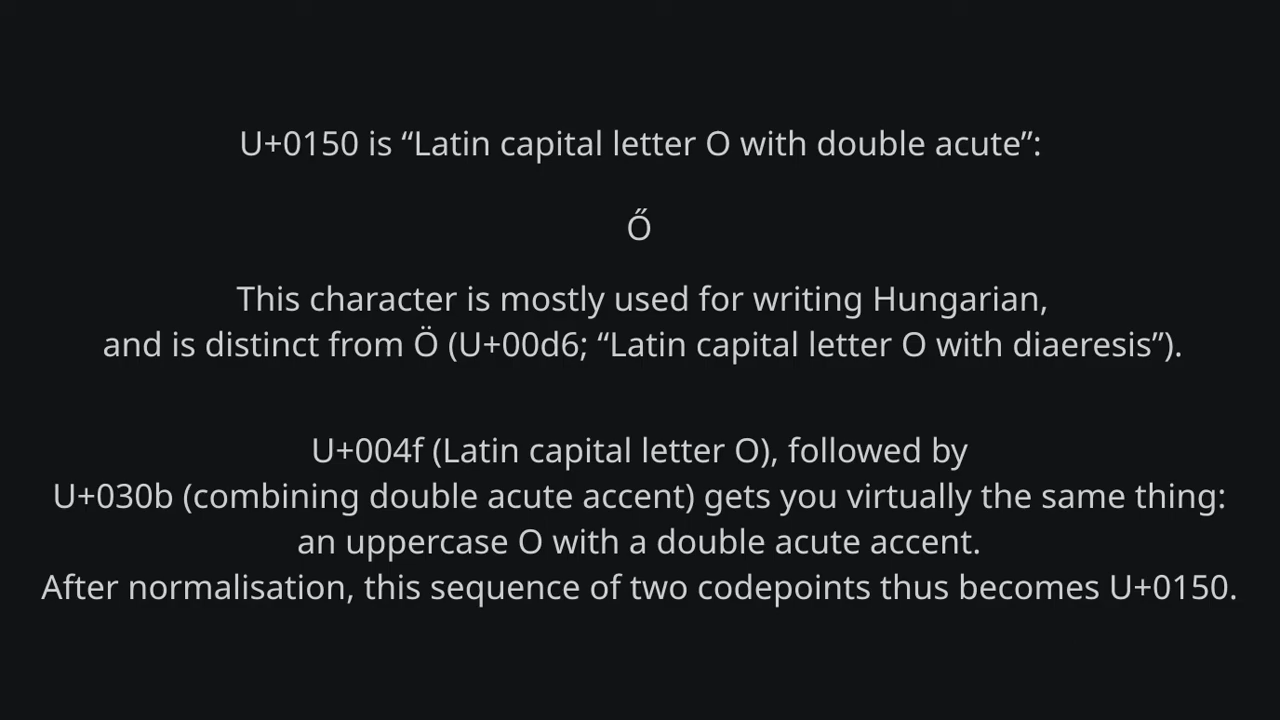 U+0150 is “Latin capital letter O with double acute”:
Ő
This character is mostly used for writing Hungarian,
and is distinct from Ö (U+00d6; “Latin capital letter O with diaeresis”).
U+004f (Latin capital letter O), followed by
U+030b (combining double acute accent) gets you virtually the same thing:
an uppercase O with a double acute accent.
After normalisation, this sequence of two codepoints thus becomes U+0150.